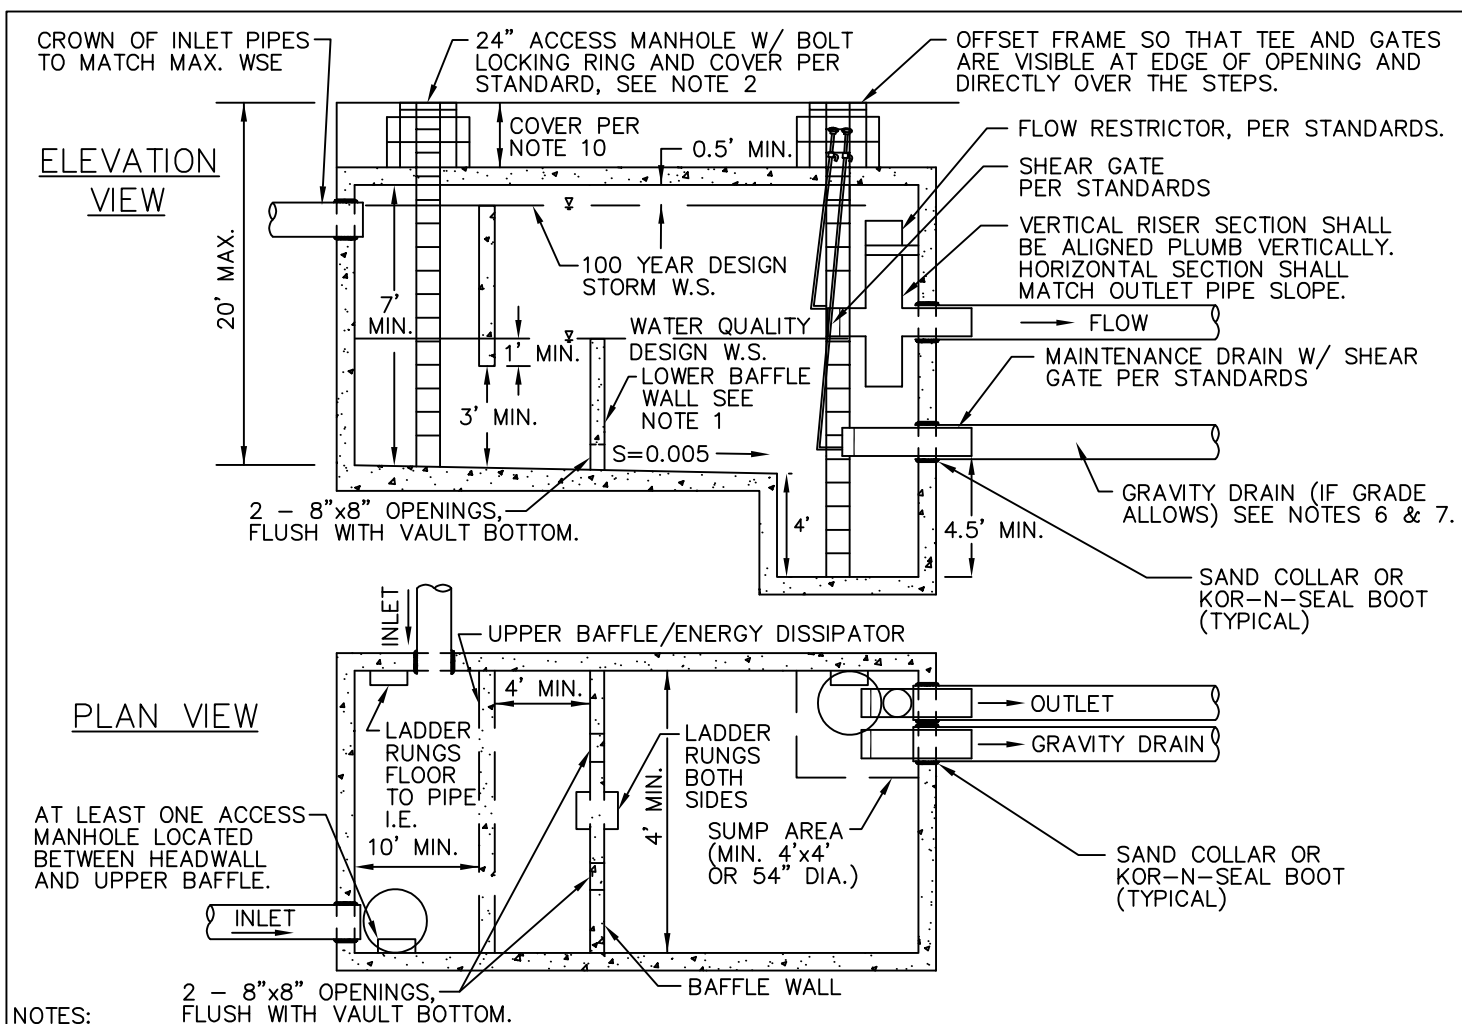 CROWN OF INLET PIPES
TO MATCH MAX. WSE
24" ACCESS MANHOLE W/ BOLT
LOCKING RING AND COVER PER
STANDARD, SEE NOTE 2
OFFSET FRAME SO THAT TEE AND GATES
ARE VISIBLE AT EDGE OF OPENING AND
DIRECTLY OVER THE STEPS.
ELEVATION
VIEW
COVER PER
NOTE 10
0.5' MIN.
FLOW RESTRICTOR, PER STANDARDS.
SHEAR GATE
PER STANDARDS
VERTICAL RISER SECTION SHALL
BE ALIGNED PLUMB VERTICALLY.
HORIZONTAL SECTION SHALL
MATCH OUTLET PIPE SLOPE.
20' MAX.
7'
MIN.
100 YEAR DESIGN
STORM W.S.
FLOW
WATER QUALITY
DESIGN W.S.
1' MIN.
3' MIN.
LOWER BAFFLE
WALL SEE
NOTE 1
MAINTENANCE DRAIN W/ SHEAR
GATE PER STANDARDS
S=0.005
2 – 8"x8" OPENINGS,
FLUSH WITH VAULT BOTTOM.
4'
4.5' MIN.
GRAVITY DRAIN (IF GRADE
ALLOWS) SEE NOTES 6 & 7.
SAND COLLAR OR
KOR–N–SEAL BOOT
(TYPICAL)
INLET
UPPER BAFFLE/ENERGY DISSIPATOR
PLAN VIEW
4' MIN.
LADDER
RUNGS
FLOOR
TO PIPE
I.E.
LADDER
RUNGS
BOTH
SIDES
4' MIN.
OUTLET
GRAVITY DRAIN
AT LEAST ONE ACCESS
MANHOLE LOCATED
BETWEEN HEADWALL
AND UPPER BAFFLE.
10' MIN.
SUMP AREA
(MIN. 4'x4'
OR 54" DIA.)
SAND COLLAR OR
KOR–N–SEAL BOOT
(TYPICAL)
INLET
BAFFLE WALL
2 – 8"x8" OPENINGS,
FLUSH WITH VAULT BOTTOM.
NOTES: